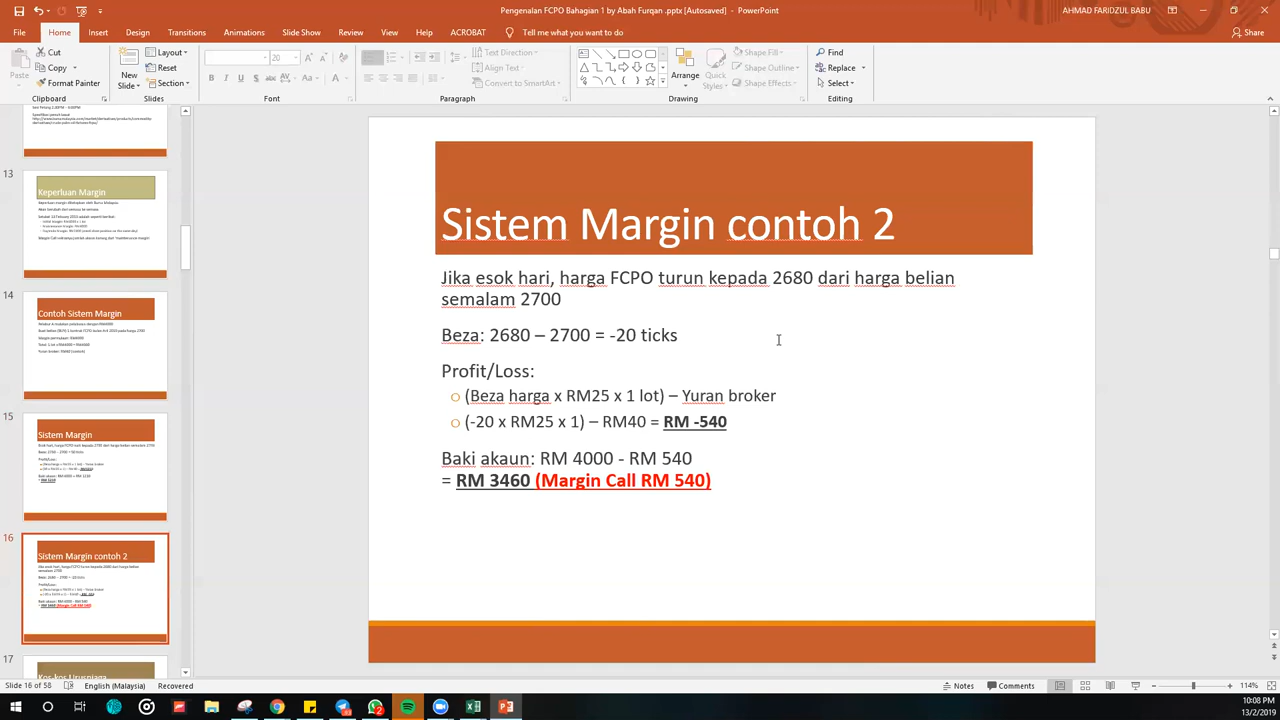 Pengenalan FCPO Bahagian 1 by Abah Furqan .pptx [Autosaved] - PowerPoint
AHMAD FARIDZUL BABU
File Home Insert Design Transitions Animations Slide Show Review View Help ACROBAT Tell me what you want to do Share
Paste Cut Copy Format Painter
New Slide Layout Reset Section
20
Text Direction Align Text Convert to SmartArt
Arrange Quick Styles Shape Fill Shape Outline Shape Effects
Find Replace Select
Clipboard Slides Font Paragraph Drawing Editing
13
Keperluan Margin
14
Contoh Sistem Margin
15
Sistem Margin
16
Sistem Margin contoh 2
17
Kos-kos Urusniaga
Sistem Margin contoh 2
Jika esok hari, harga FCPO turun kepada 2680 dari harga belian
semalam 2700
Beza: 2680 – 2700 = -20 ticks
Profit/Loss:
(Beza harga x RM25 x 1 lot) – Yuran broker
(-20 x RM25 x 1) – RM40 = RM -540
Baki akaun: RM 4000 - RM 540
= RM 3460 (Margin Call RM 540)
Slide 16 of 58 English (Malaysia) Recovered Notes Comments 114%
10:08 PM
13/2/2019